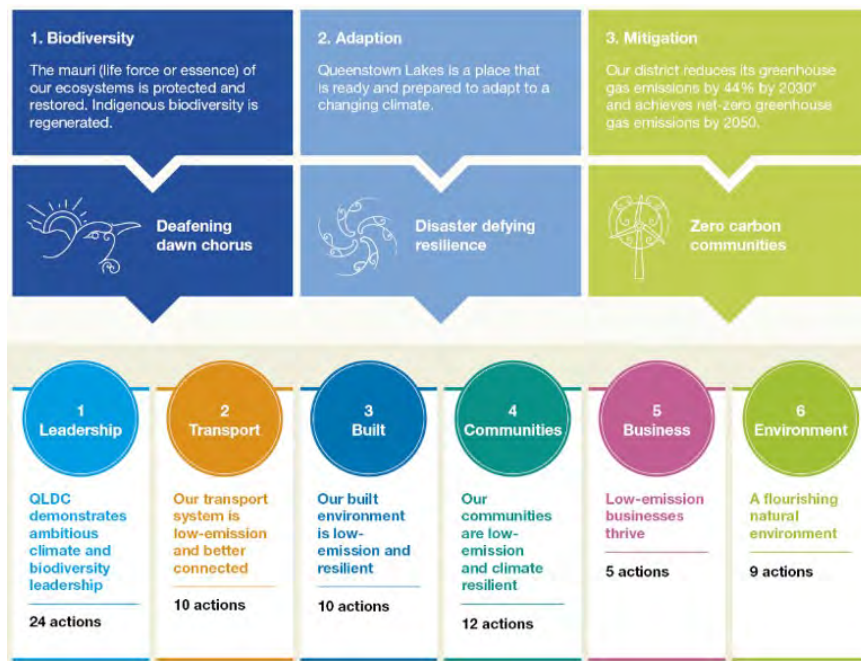 1. Biodiversity
The mauri (life force or essence) of
our ecosystems is protected and
restored. Indigenous biodiversity is
regenerated.
2. Adaption
Queenstown Lakes is a place that
is ready and prepared to adapt to a
changing climate.
3. Mitigation
Our district reduces its greenhouse
gas emissions by 44% by 2030*
and achieves net-zero greenhouse
gas emissions by 2050.
Deafening
dawn chorus
Disaster defying
resilience
Zero carbon
communities
1
Leadership
QLDC
demonstrates
ambitious
climate and
biodiversity
leadership
24 actions
2
Transport
Our transport
system is
low-emission
and better
connected
10 actions
3
Built
Our built
environment
is low-
emission and
resilient
10 actions
4
Communities
Our
communities
are low-
emission
and climate
resilient
12 actions
5
Business
Low-emission
businesses
thrive
5 actions
6
Environment
A flourishing
natural
environment
9 actions